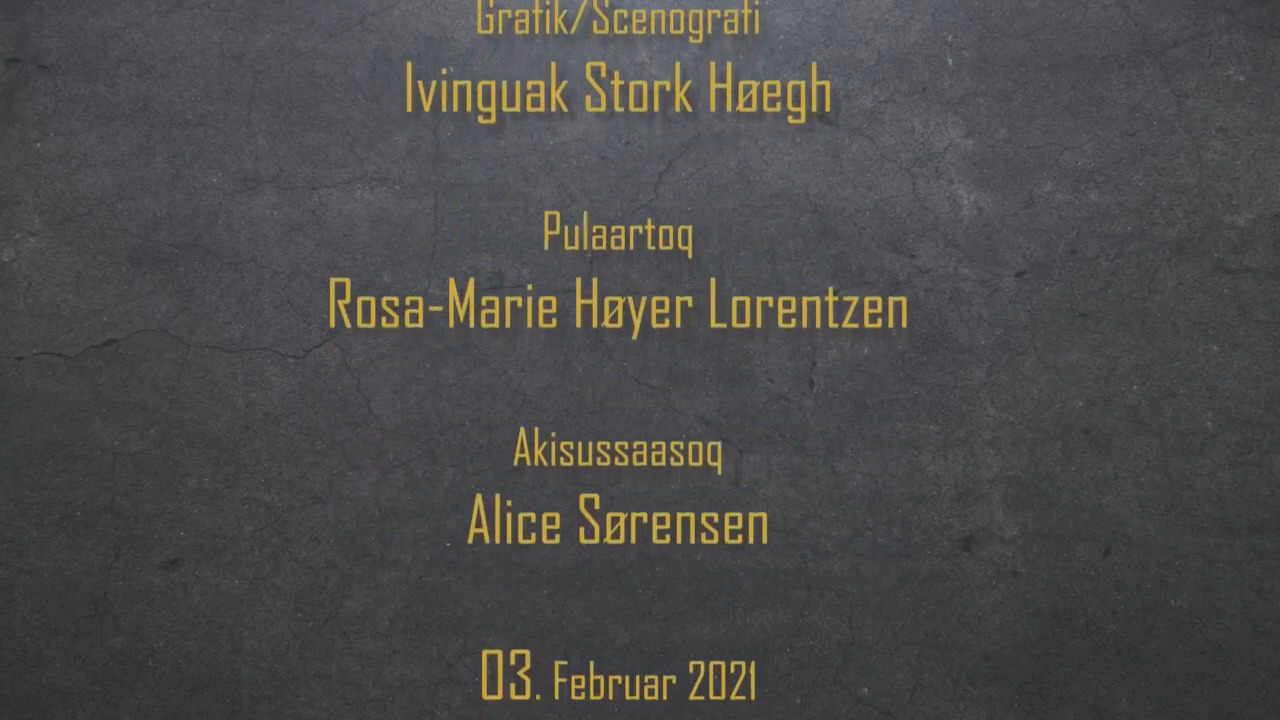 Grafik/Scenografi
Ivinguak Stork Høegh
Pulaartoq
Rosa-Marie Høyer Lorentzen
Akisussaasoq
Alice Sørensen
03. Februar 2021